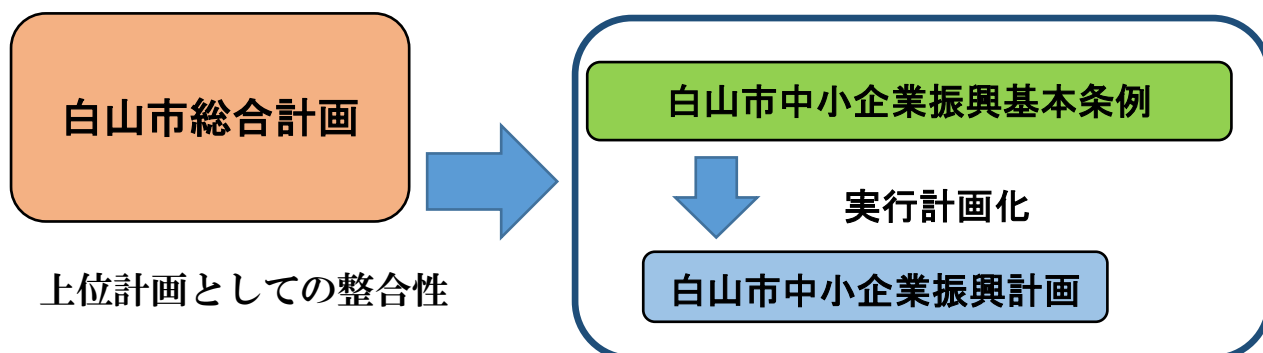 白山市総合計画
上位計画としての整合性
白山市中小企業振興基本条例
実行計画化
白山市中小企業振興計画